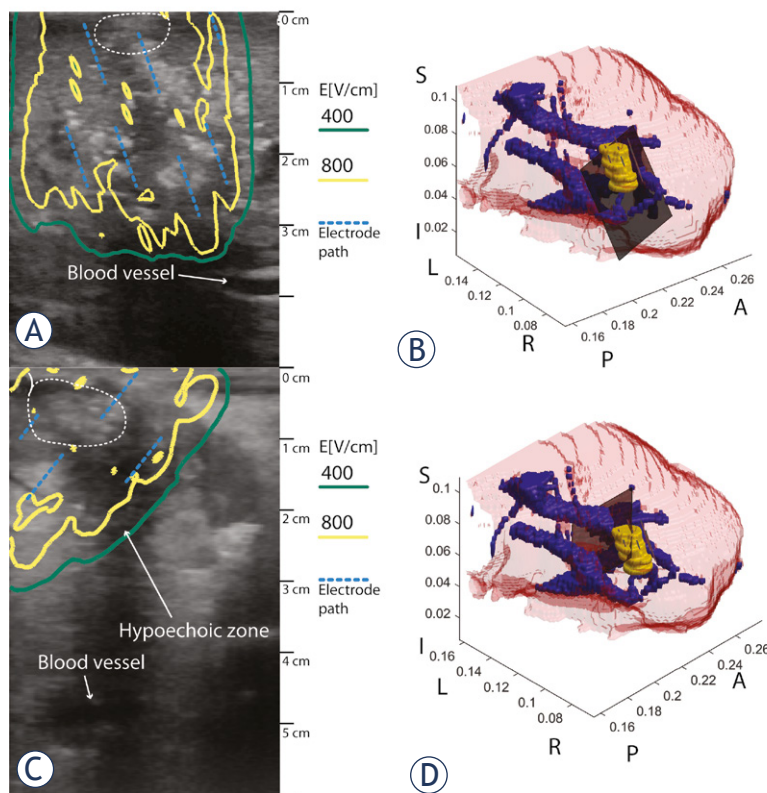 0 cm
1 cm
2 cm
3 cm
E[V/cm]
400
800
Electrode
path
Blood vessel
A
S
0.1
0.08
0.06
0.04
0.02
I
L
0.14
0.12
0.1
0.08
R
0.16
0.18
0.2
0.22
0.24
0.26
P
A
B
0 cm
1 cm
2 cm
3 cm
4 cm
5 cm
E[V/cm]
400
800
Electrode
path
Hypoechoic zone
Blood vessel
C
S
0.1
0.08
0.06
0.04
0.02
I
L
0.16
0.14
0.12
0.1
0.08
R
0.16
0.18
0.2
0.22
0.24
0.26
P
A
D